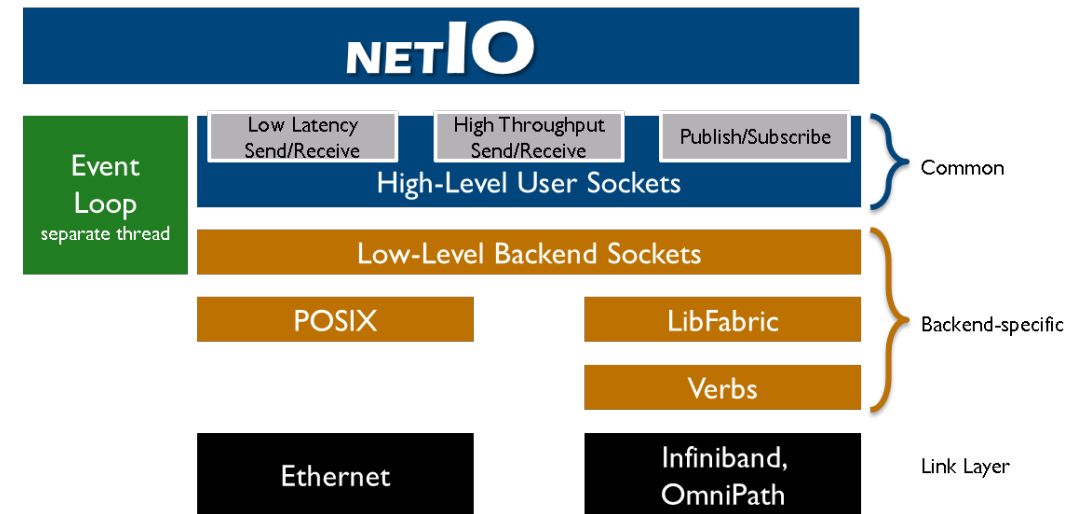 NETIO
Low Latency
Send/Receive
High Throughput
Send/Receive
Publish/Subscribe
High-Level User Sockets
Event
Loop
separate thread
Common
Low-Level Backend Sockets
POSIX
LibFabric
Backend-specific
Verbs
Ethernet
Infiniband,
OmniPath
Link Layer